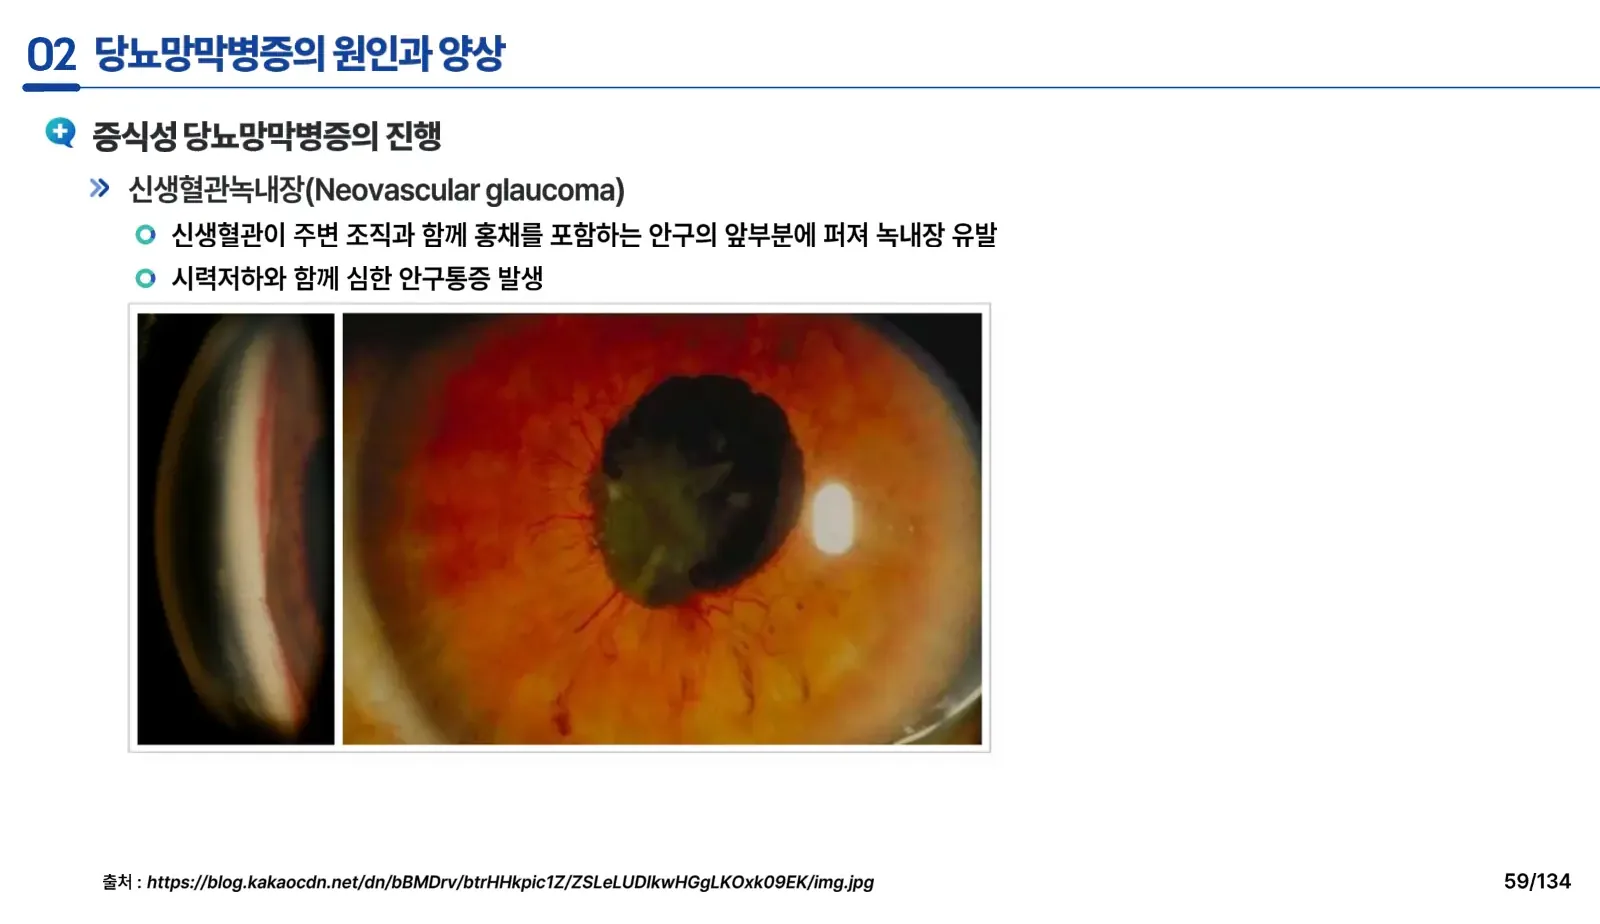 02 당뇨망막병증의 원인과 양상
증식성 당뇨망막병증의 진행
신생혈관녹내장(Neovascular glaucoma)
신생혈관이 주변 조직과 함께 홍채를 포함하는 안구의 앞부분에 퍼져 녹내장 유발
시력저하와 함께 심한 안구통증 발생
출처 : https://blog.kakaocdn.net/dn/bBMDrv/btrHHkpic1Z/ZSLeLUDlkwHGgLKOxk09EK/img.jpg
59/134